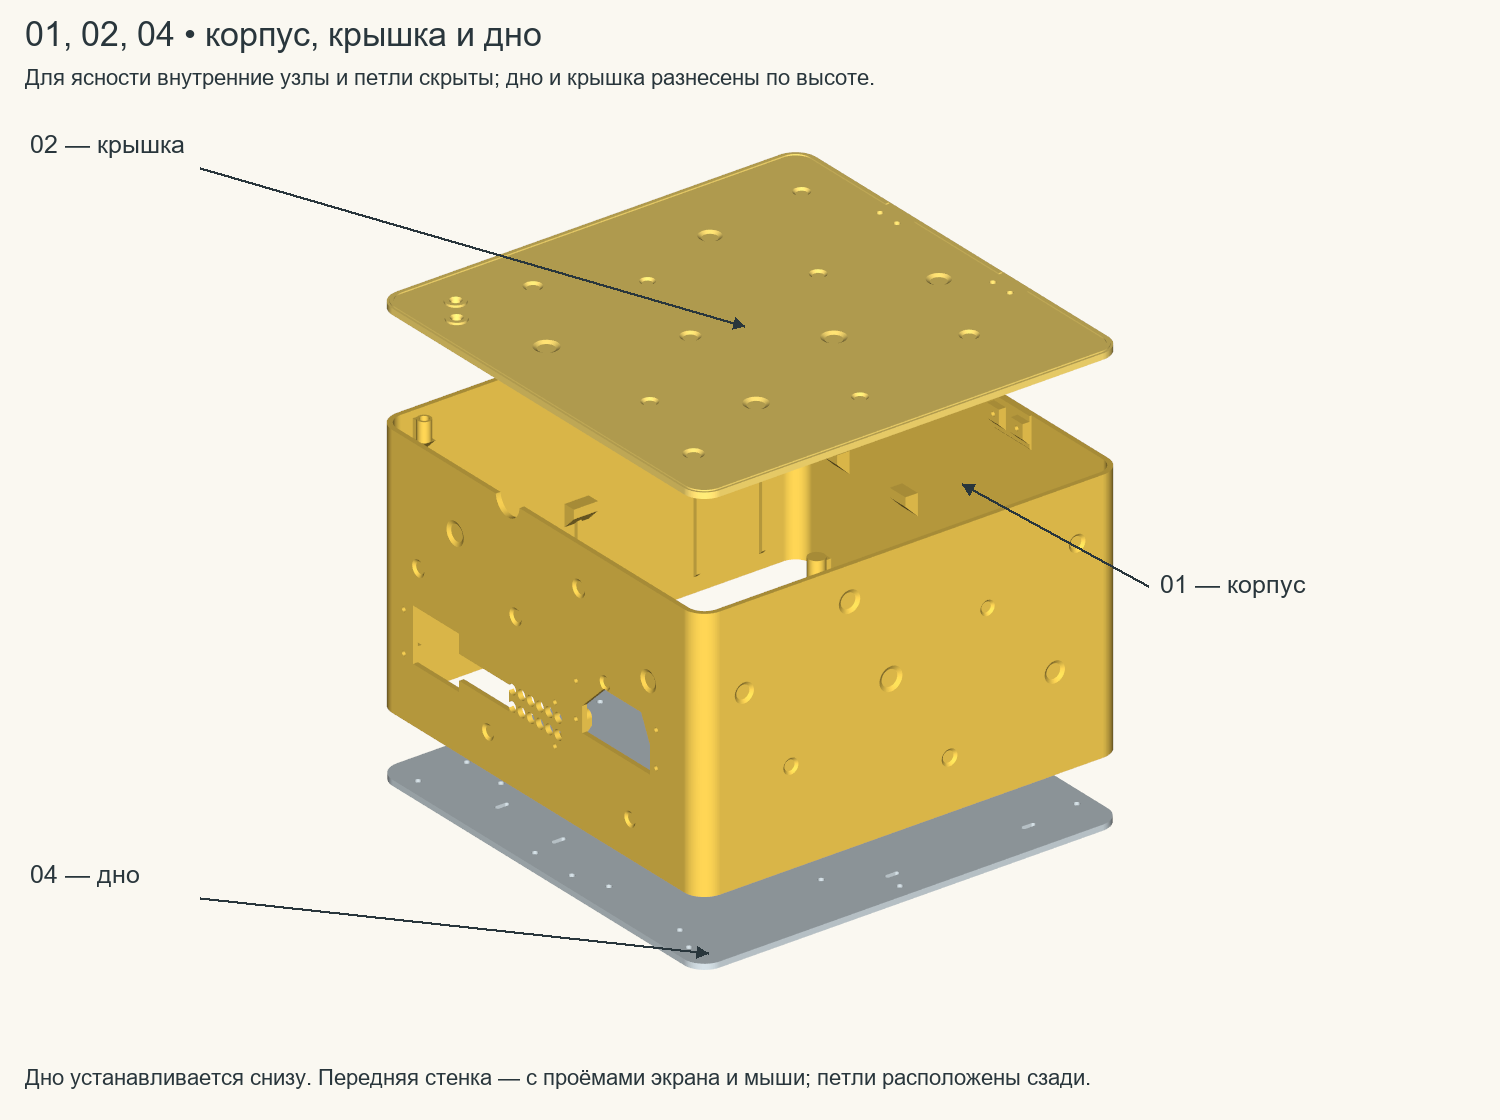 01, 02, 04 • корпус, крышка и дно
Для ясности внутренние узлы и петли скрыты; дно и крышка разнесены по высоте.
02 — крышка
01 — корпус
04 — дно
Дно устанавливается снизу. Передняя стенка — с проёмами экрана и мыши; петли расположены сзади.